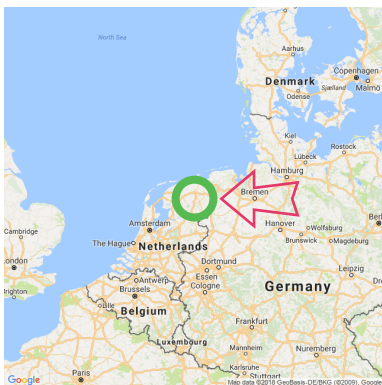 North Sea
Aarhus
Denmark
Copenhagen
Odense
Sjælland
Malmö
Kiel
Lübeck
Rostock
Hamburg
Bremen
Amsterdam
Hanover
Wolfsburg
Brunswick
Magdeburg
Cambridge
The Hague
Netherlands
London
Dortmund
Essen
Leipzig
Cologne
Antwerp
Brussels
Germany
Lille
Belgium
Luxembourg
Frankfurt
Mannheim
Nuremberg
Karlsruhe
Paris
Stuttgart
Google
Map data ©2018 GeoBasis-DE/BKG (©2009), Google